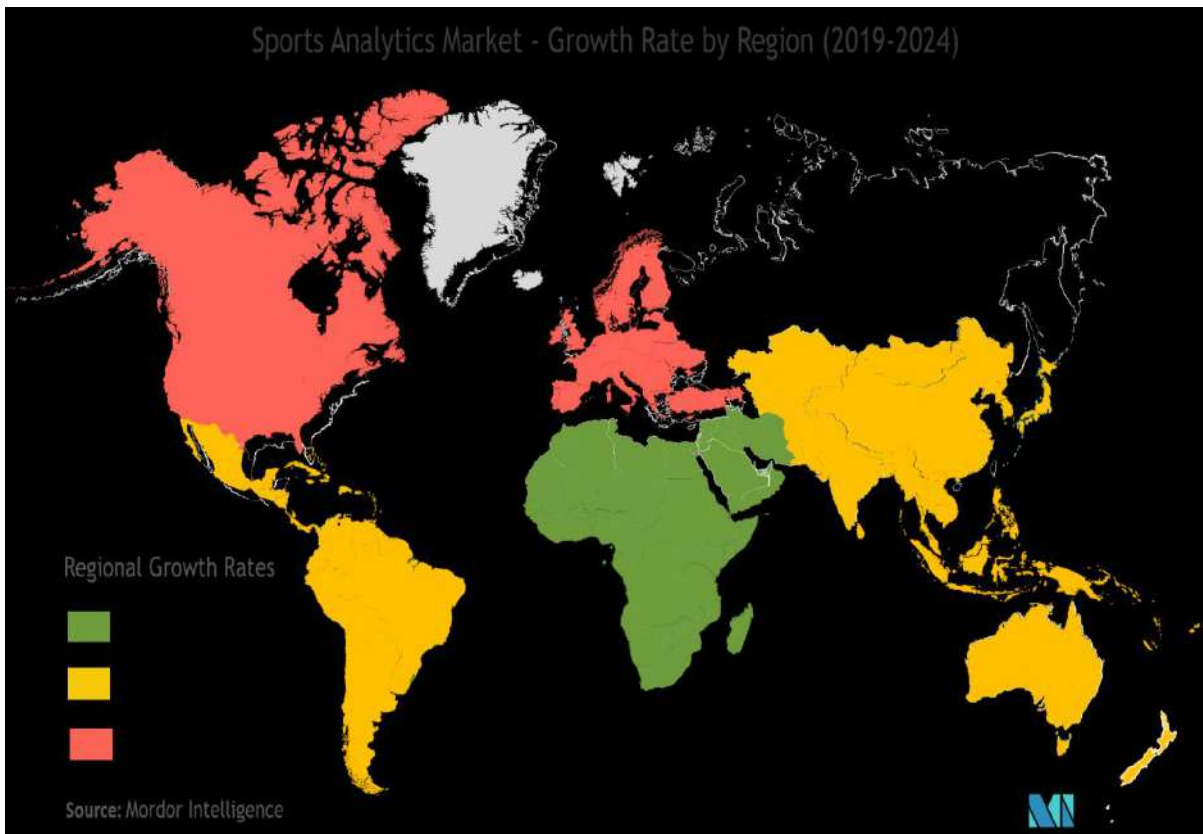 Sports Analytics Market - Growth Rate by Region (2019-2024)
Regional Growth Rates
Source: Mordor Intelligence